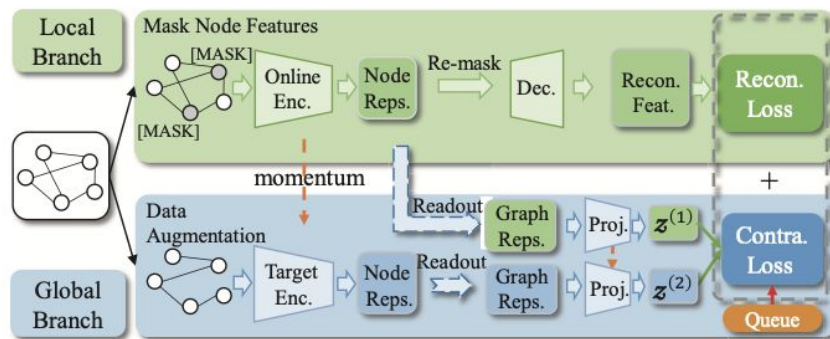 Local
Branch
Mask Node Features
[MASK]
[MASK]
Online
Enc.
Node
Reps.
Re-mask
Dec.
Recon.
Feat.
Recon.
Loss
momentum
+
Data
Augmentation
Global
Branch
Target
Enc.
Node
Reps.
Readout
Readout
Graph
Reps.
Proj.
z(1)
Graph
Reps.
Proj.
z(2)
Contra.
Loss
Queue